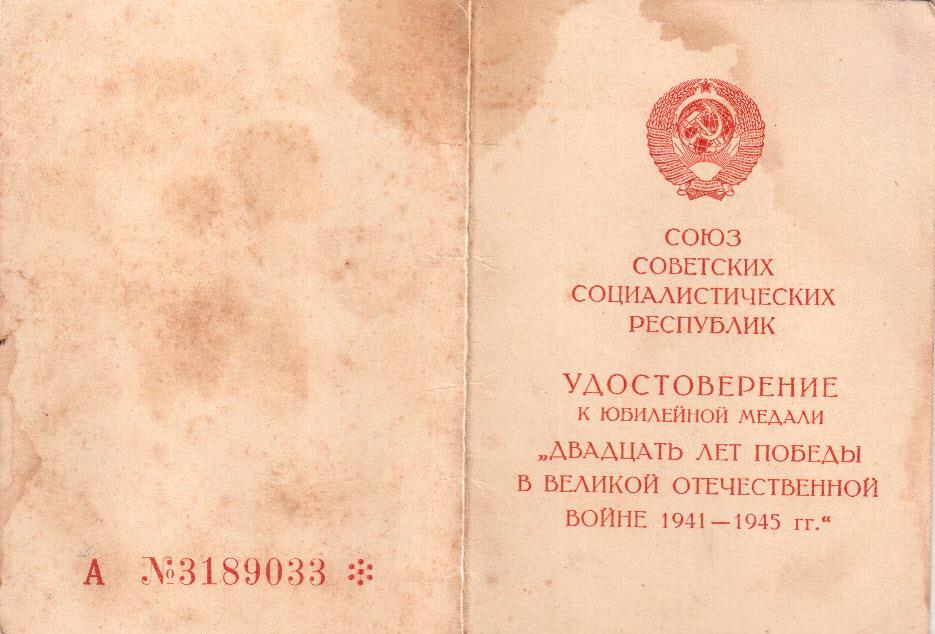 А №3189033
СОЮЗ
СОВЕТСКИХ
СОЦИАЛИСТИЧЕСКИХ
РЕСПУБЛИК
УДОСТОВЕРЕНИЕ
К ЮБИЛЕЙНОЙ МЕДАЛИ
„ДВАДЦАТЬ ЛЕТ ПОБЕДЫ
В ВЕЛИКОЙ ОТЕЧЕСТВЕННОЙ
ВОЙНЕ 1941—1945 гг.“